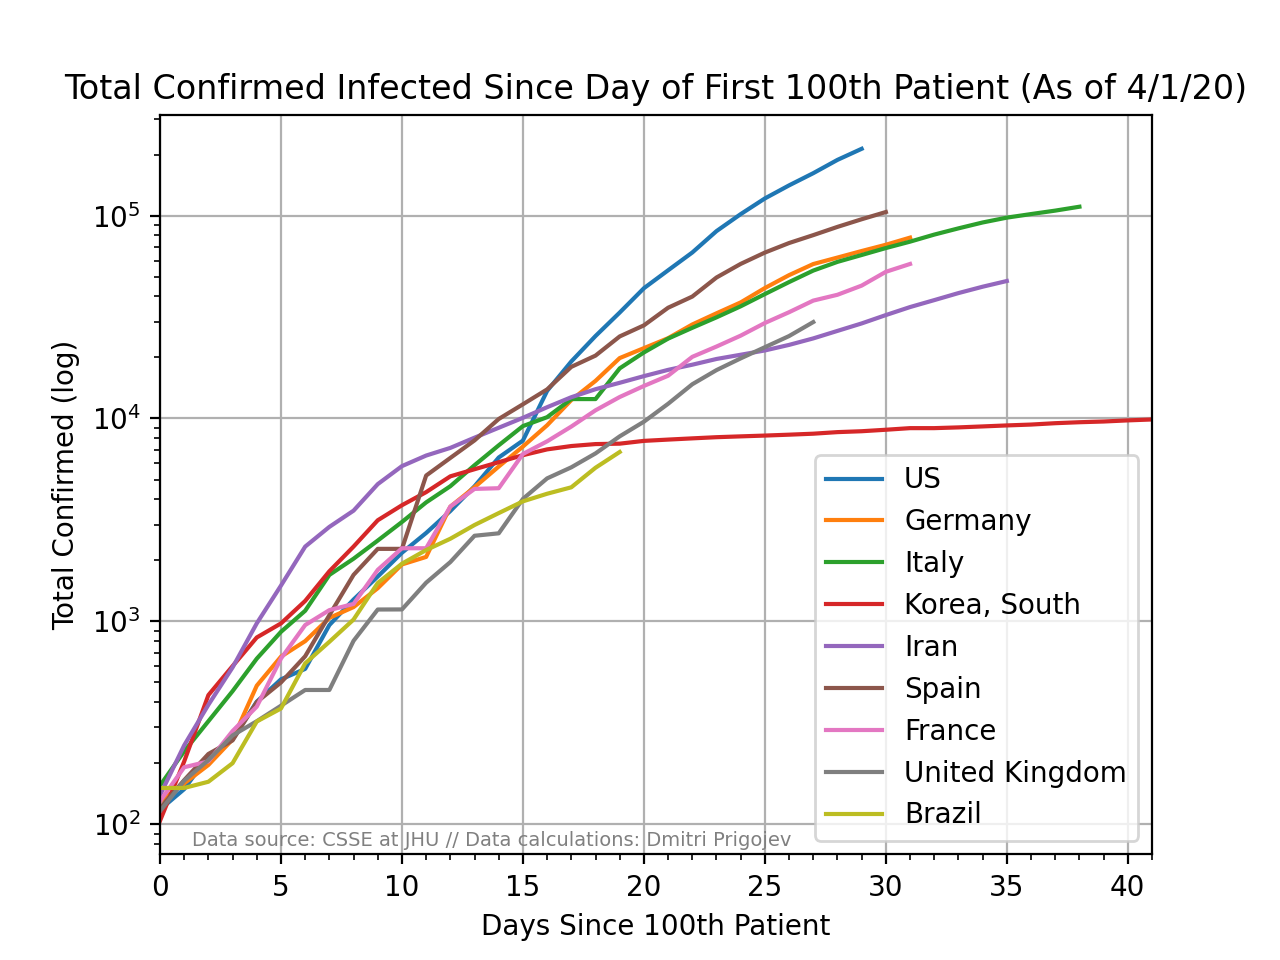 Total Confirmed Infected Since Day of First 100th Patient (As of 4/1/20)
Total Confirmed (log)
10⁵
10⁴
10³
10²
US
Germany
Italy
Korea, South
Iran
Spain
France
United Kingdom
Brazil
Data source: CSSE at JHU // Data calculations: Dmitri Prigojev
0 5 10 15 20 25 30 35 40
Days Since 100th Patient